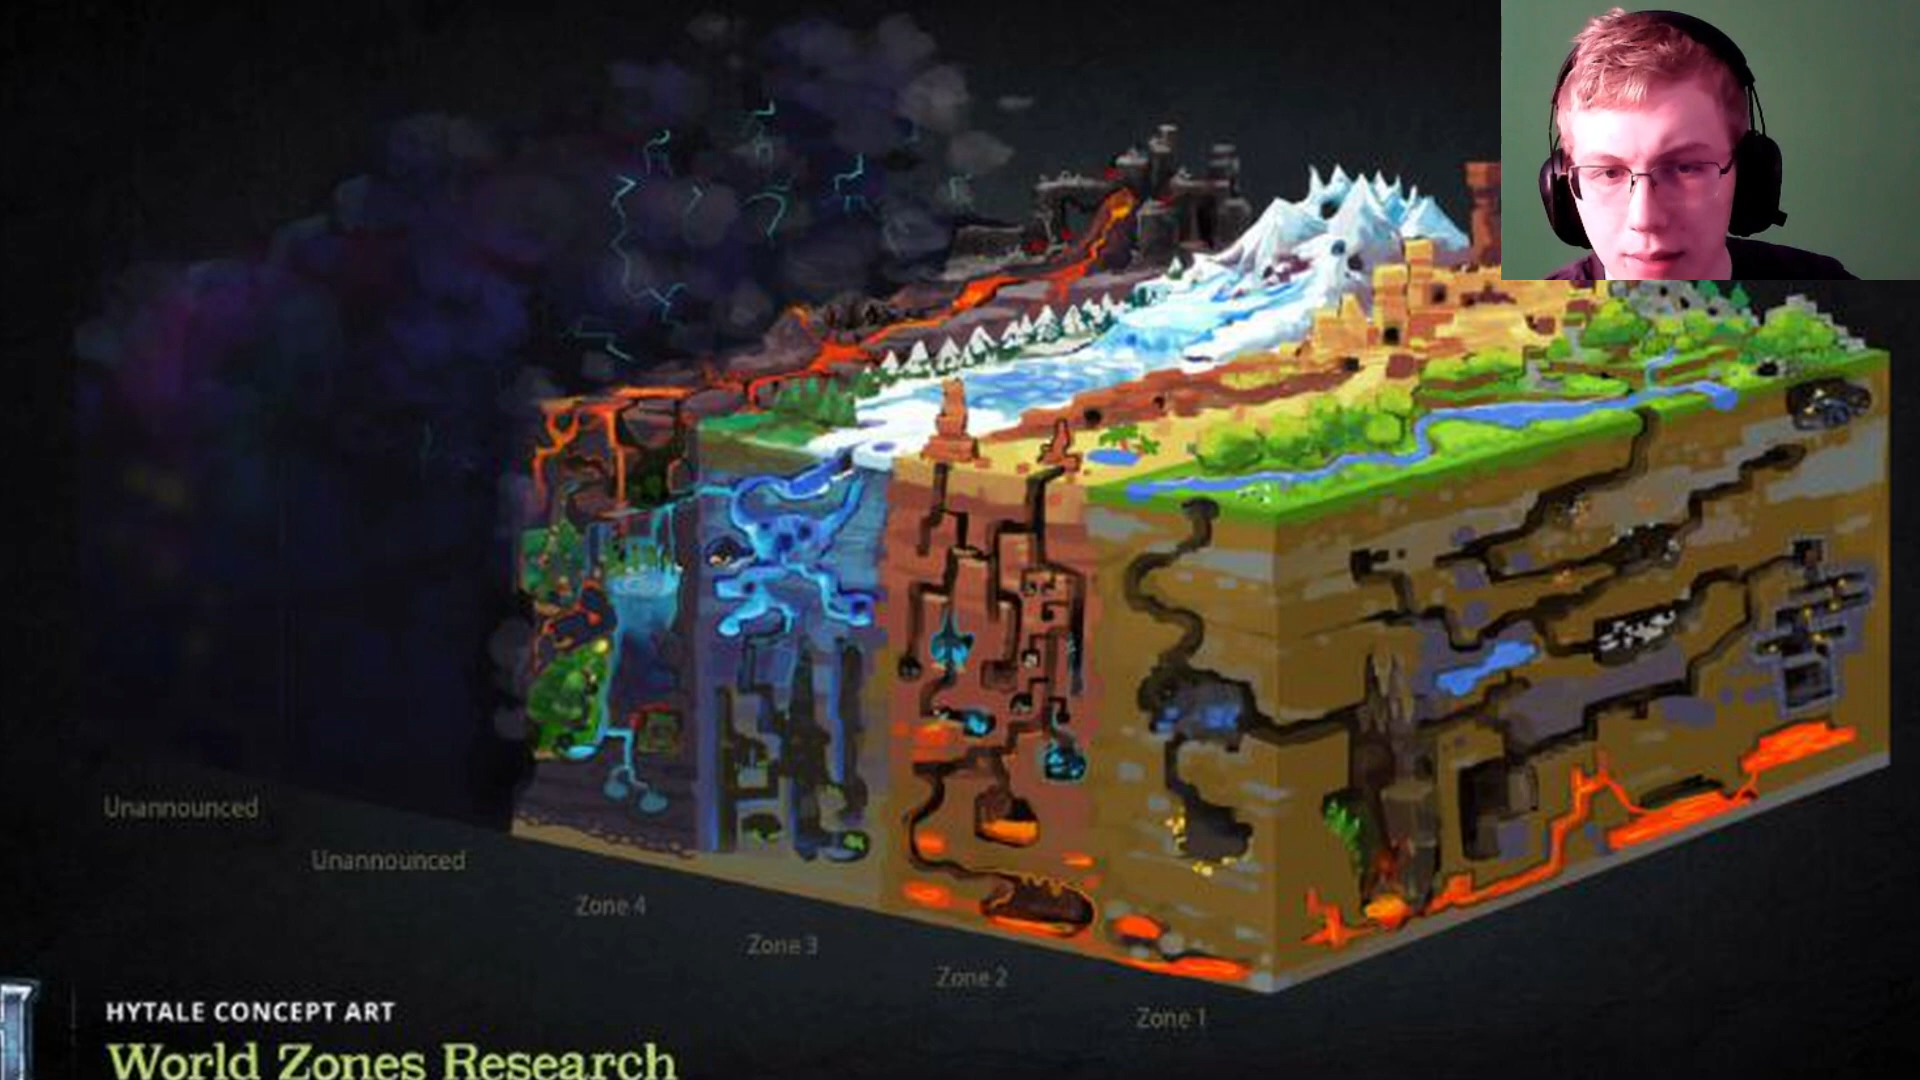 Unannounced
Unannounced
Zone 4
Zone 3
Zone 2
Zone 1
HYTALE CONCEPT ART
World Zones Research